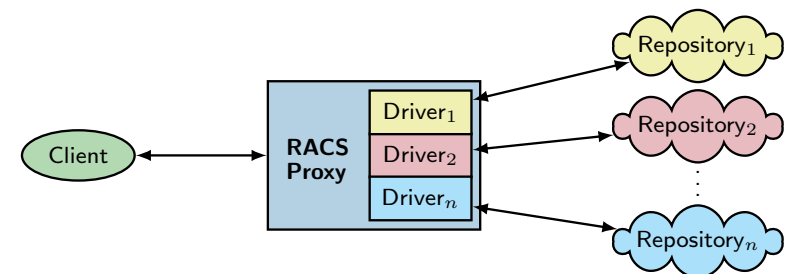 Client
RACS
Proxy
Driver₁
Driver₂
Driverₙ
Repository₁
Repository₂
Repositoryₙ